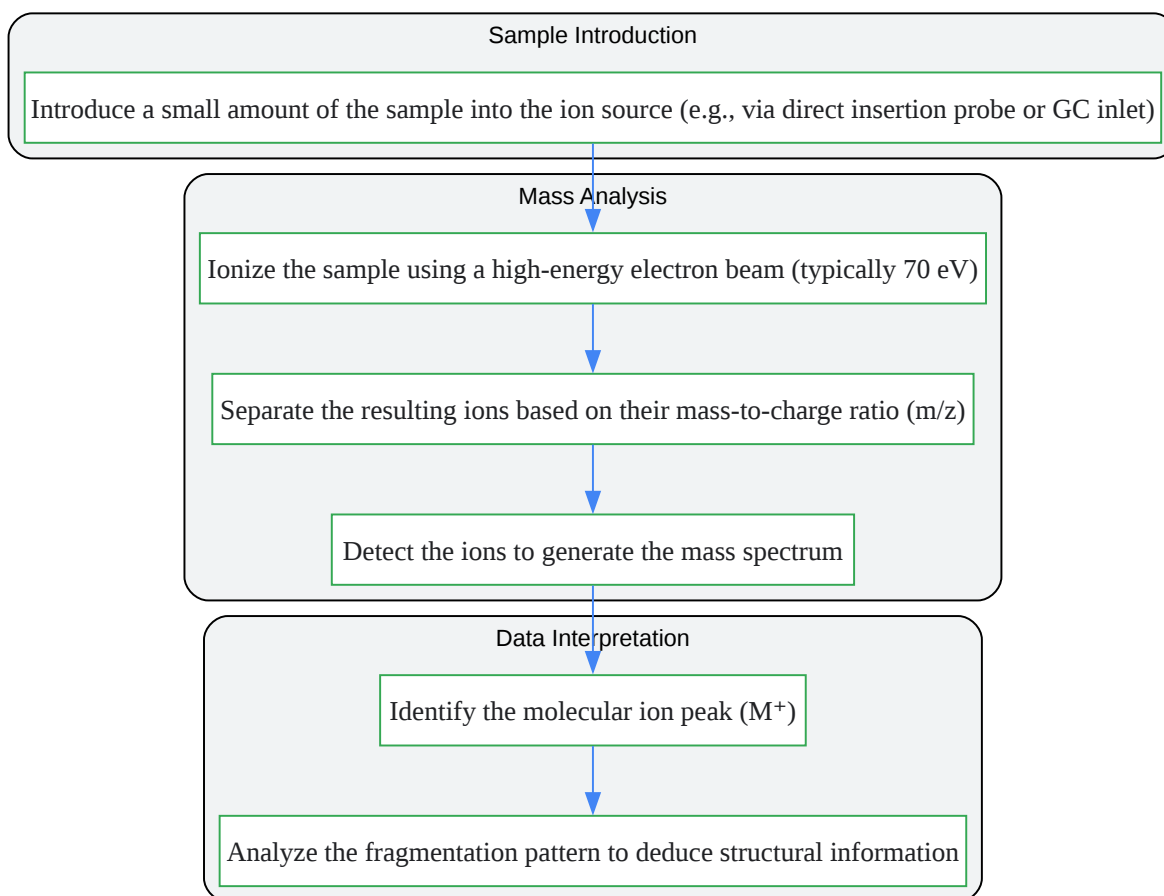 Sample Introduction
Introduce a small amount of the sample into the ion source (e.g., via direct insertion probe or GC inlet)
Mass Analysis
Ionize the sample using a high-energy electron beam (typically 70 eV)
Separate the resulting ions based on their mass-to-charge ratio (m/z)
Detect the ions to generate the mass spectrum
Data Interpretation
Identify the molecular ion peak (M⁺)
Analyze the fragmentation pattern to deduce structural information